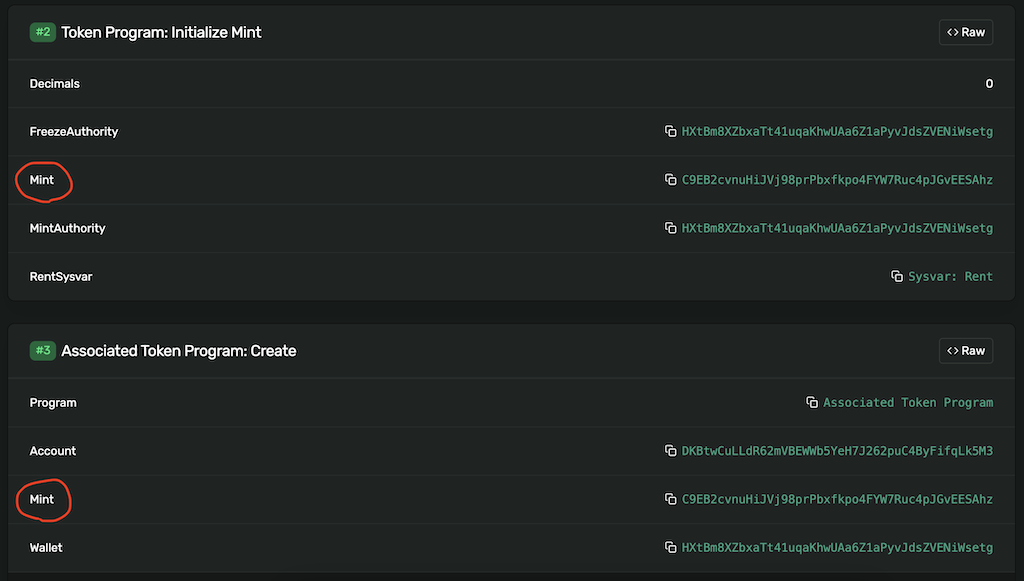 #2 Token Program: Initialize Mint <> Raw
Decimals 0
FreezeAuthority HXtBm8XZbxaTt41uqaKhwUAa6Z1aPyvJdsZVENiWsetg
Mint C9EB2cvnuHiJVj98prPbxfkpo4FYW7Ruc4pJGvEESAhz
MintAuthority HXtBm8XZbxaTt41uqaKhwUAa6Z1aPyvJdsZVENiWsetg
RentSysvar Sysvar: Rent
#3 Associated Token Program: Create <> Raw
Program Associated Token Program
Account DKBtwCuLLdR62mVBEWWb5YeH7J262puC4ByFifqLk5M3
Mint C9EB2cvnuHiJVj98prPbxfkpo4FYW7Ruc4pJGvEESAhz
Wallet HXtBm8XZbxaTt41uqaKhwUAa6Z1aPyvJdsZVENiWsetg